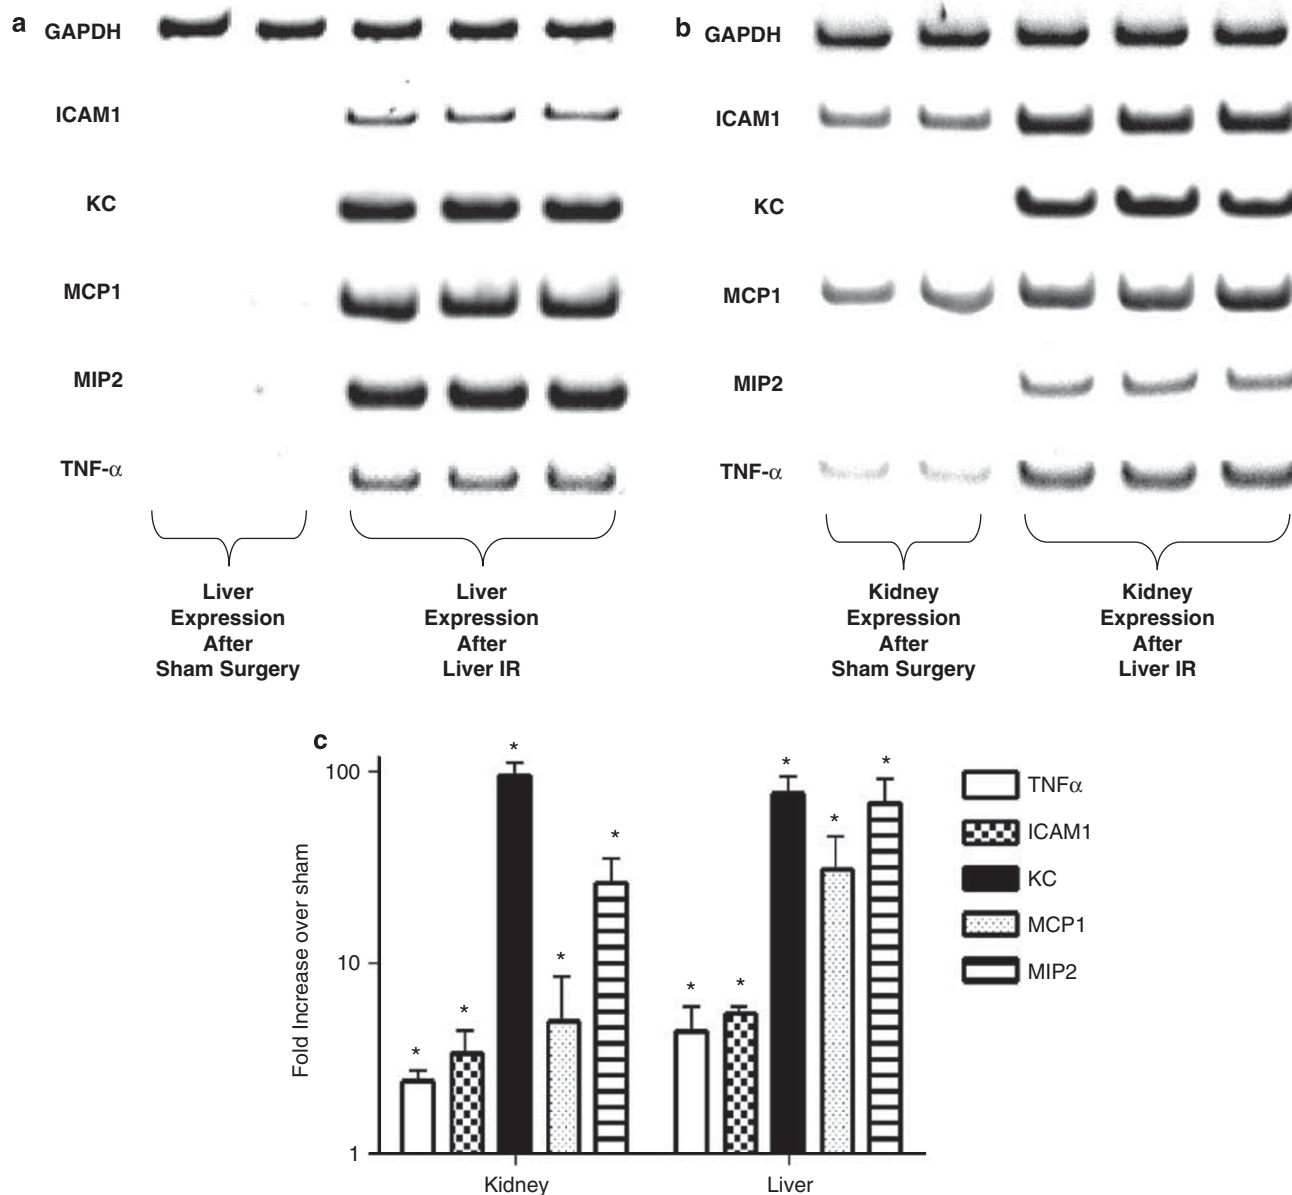 a
GAPDH
ICAM1
KC
MCP1
MIP2
TNF-α
Liver
Expression
After
Sham Surgery
Liver
Expression
After
Liver IR
b
GAPDH
ICAM1
KC
MCP1
MIP2
TNF-α
Kidney
Expression
After
Sham Surgery
Kidney
Expression
After
Liver IR
c
Fold Increase over sham
100
10
1
*
*
*
*
*
*
*
*
*
*
Kidney
Liver
TNFα
ICAM1
KC
MCP1
MIP2